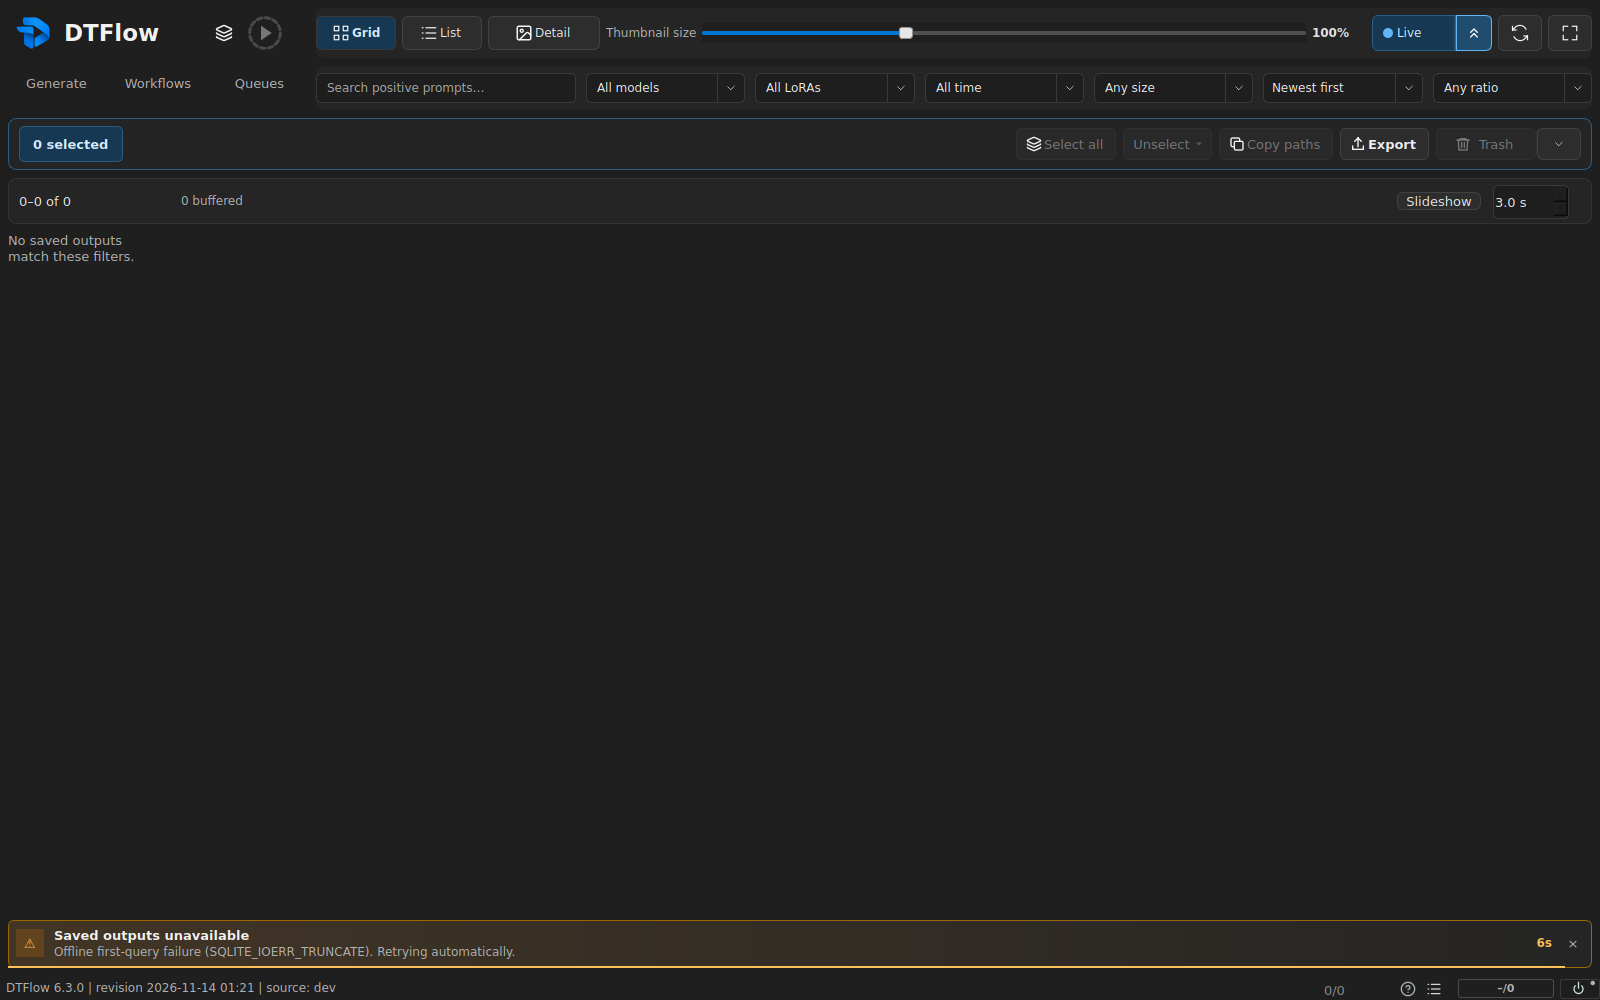 DTFlow
Grid
List
Detail
Thumbnail size
100%
Live
Generate
Workflows
Queues
Search positive prompts...
All models
All LoRAs
All time
Any size
Newest first
Any ratio
0 selected
Select all
Unselect
Copy paths
Export
Trash
0–0 of 0
0 buffered
Slideshow
3.0 s
No saved outputs
match these filters.
Saved outputs unavailable
Offline first-query failure (SQLITE_IOERR_TRUNCATE). Retrying automatically.
6s
DTFlow 6.3.0 | revision 2026-11-14 01:21 | source: dev
0/0
–/0